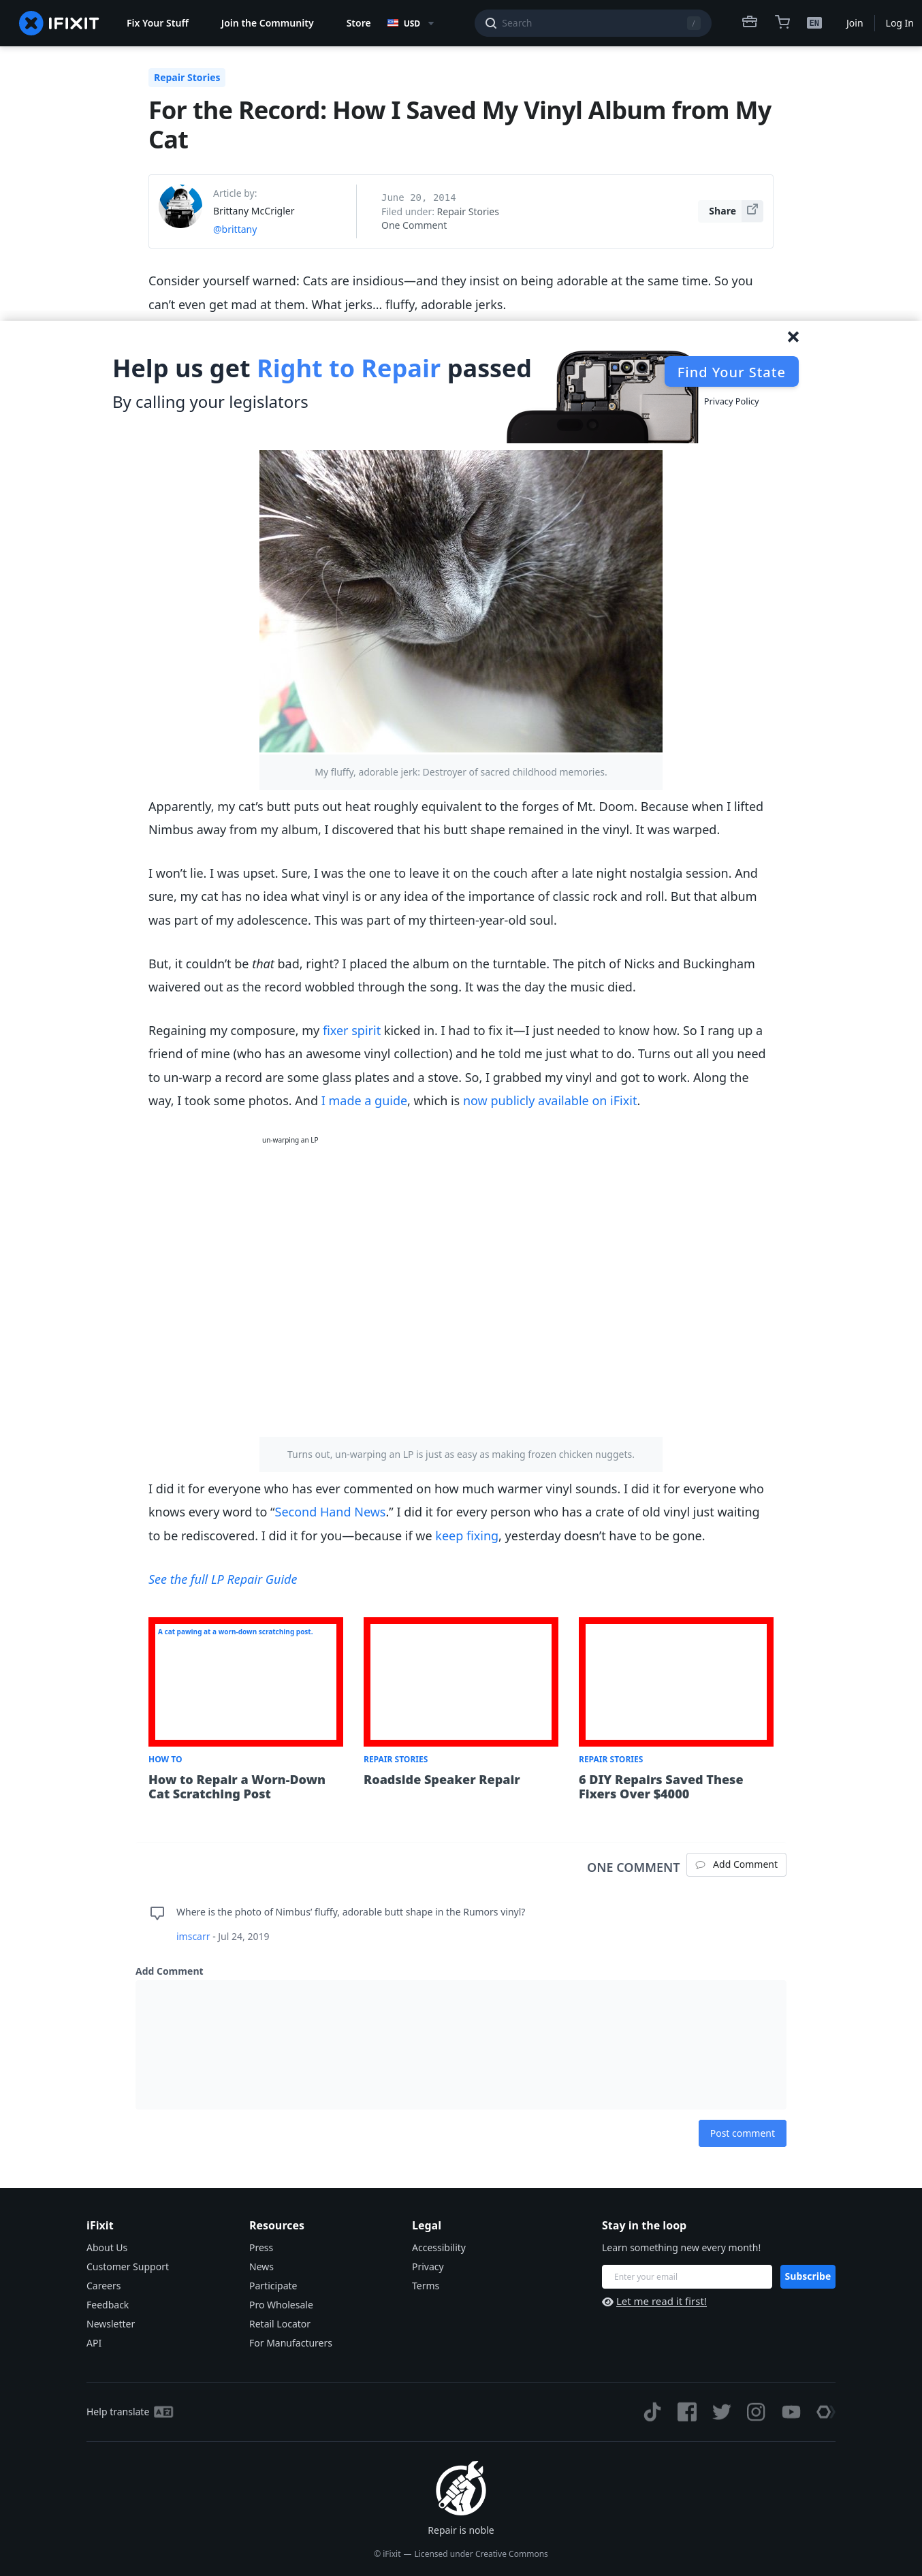 IFIXIT
Fix Your Stuff
Join the Community
Store
USD
Search
/
EN
Join
Log In
Repair Stories
For the Record: How I Saved My Vinyl Album from My
Cat
Article by:
Brittany McCrigler
@brittany
June 20, 2014
Filed under: Repair Stories
One Comment
Share
Consider yourself warned: Cats are insidious—and they insist on being adorable at the same time. So you
can’t even get mad at them. What jerks… fluffy, adorable jerks.
Help us get Right to Repair passed
By calling your legislators
Find Your State
Privacy Policy
My fluffy, adorable jerk: Destroyer of sacred childhood memories.
Apparently, my cat’s butt puts out heat roughly equivalent to the forges of Mt. Doom. Because when I lifted
Nimbus away from my album, I discovered that his butt shape remained in the vinyl. It was warped.
I won’t lie. I was upset. Sure, I was the one to leave it on the couch after a late night nostalgia session. And
sure, my cat has no idea what vinyl is or any idea of the importance of classic rock and roll. But that album
was part of my adolescence. This was part of my thirteen-year-old soul.
But, it couldn’t be that bad, right? I placed the album on the turntable. The pitch of Nicks and Buckingham
waivered out as the record wobbled through the song. It was the day the music died.
Regaining my composure, my fixer spirit kicked in. I had to fix it—I just needed to know how. So I rang up a
friend of mine (who has an awesome vinyl collection) and he told me just what to do. Turns out all you need
to un-warp a record are some glass plates and a stove. So, I grabbed my vinyl and got to work. Along the
way, I took some photos. And I made a guide, which is now publicly available on iFixit.
un-warping an LP
Turns out, un-warping an LP is just as easy as making frozen chicken nuggets.
I did it for everyone who has ever commented on how much warmer vinyl sounds. I did it for everyone who
knows every word to “Second Hand News.” I did it for every person who has a crate of old vinyl just waiting
to be rediscovered. I did it for you—because if we keep fixing, yesterday doesn’t have to be gone.
See the full LP Repair Guide
A cat pawing at a worn-down scratching post.
HOW TO
How to Repair a Worn-Down
Cat Scratching Post
REPAIR STORIES
Roadside Speaker Repair
REPAIR STORIES
6 DIY Repairs Saved These
Fixers Over $4000
ONE COMMENT
Add Comment
Where is the photo of Nimbus’ fluffy, adorable butt shape in the Rumors vinyl?
imscarr - Jul 24, 2019
Add Comment
Post comment
iFixit
About Us
Customer Support
Careers
Feedback
Newsletter
API
Resources
Press
News
Participate
Pro Wholesale
Retail Locator
For Manufacturers
Legal
Accessibility
Privacy
Terms
Stay in the loop
Learn something new every month!
Enter your email
Subscribe
Let me read it first!
Help translate
Repair is noble
© iFixit — Licensed under Creative Commons